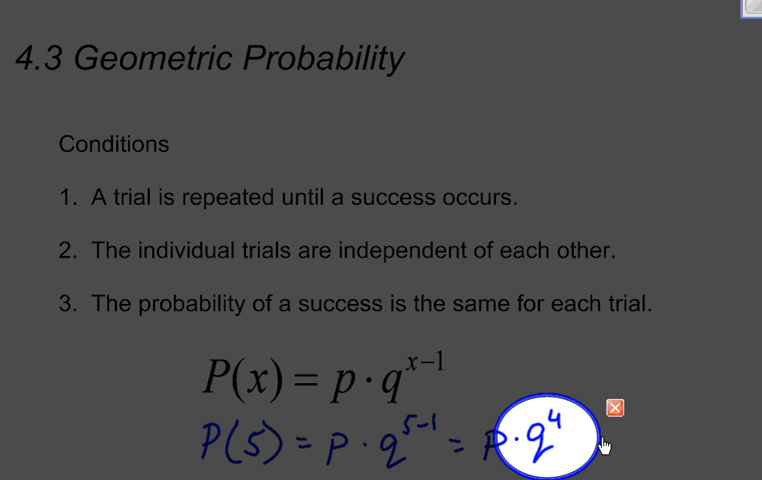 4.3 Geometric Probability
Conditions
1. A trial is repeated until a success occurs.
2. The individual trials are independent of each other.
3. The probability of a success is the same for each trial.
P(x) = p · q^{x−1}
P(5) = p · q^{5-1} = p · q^4